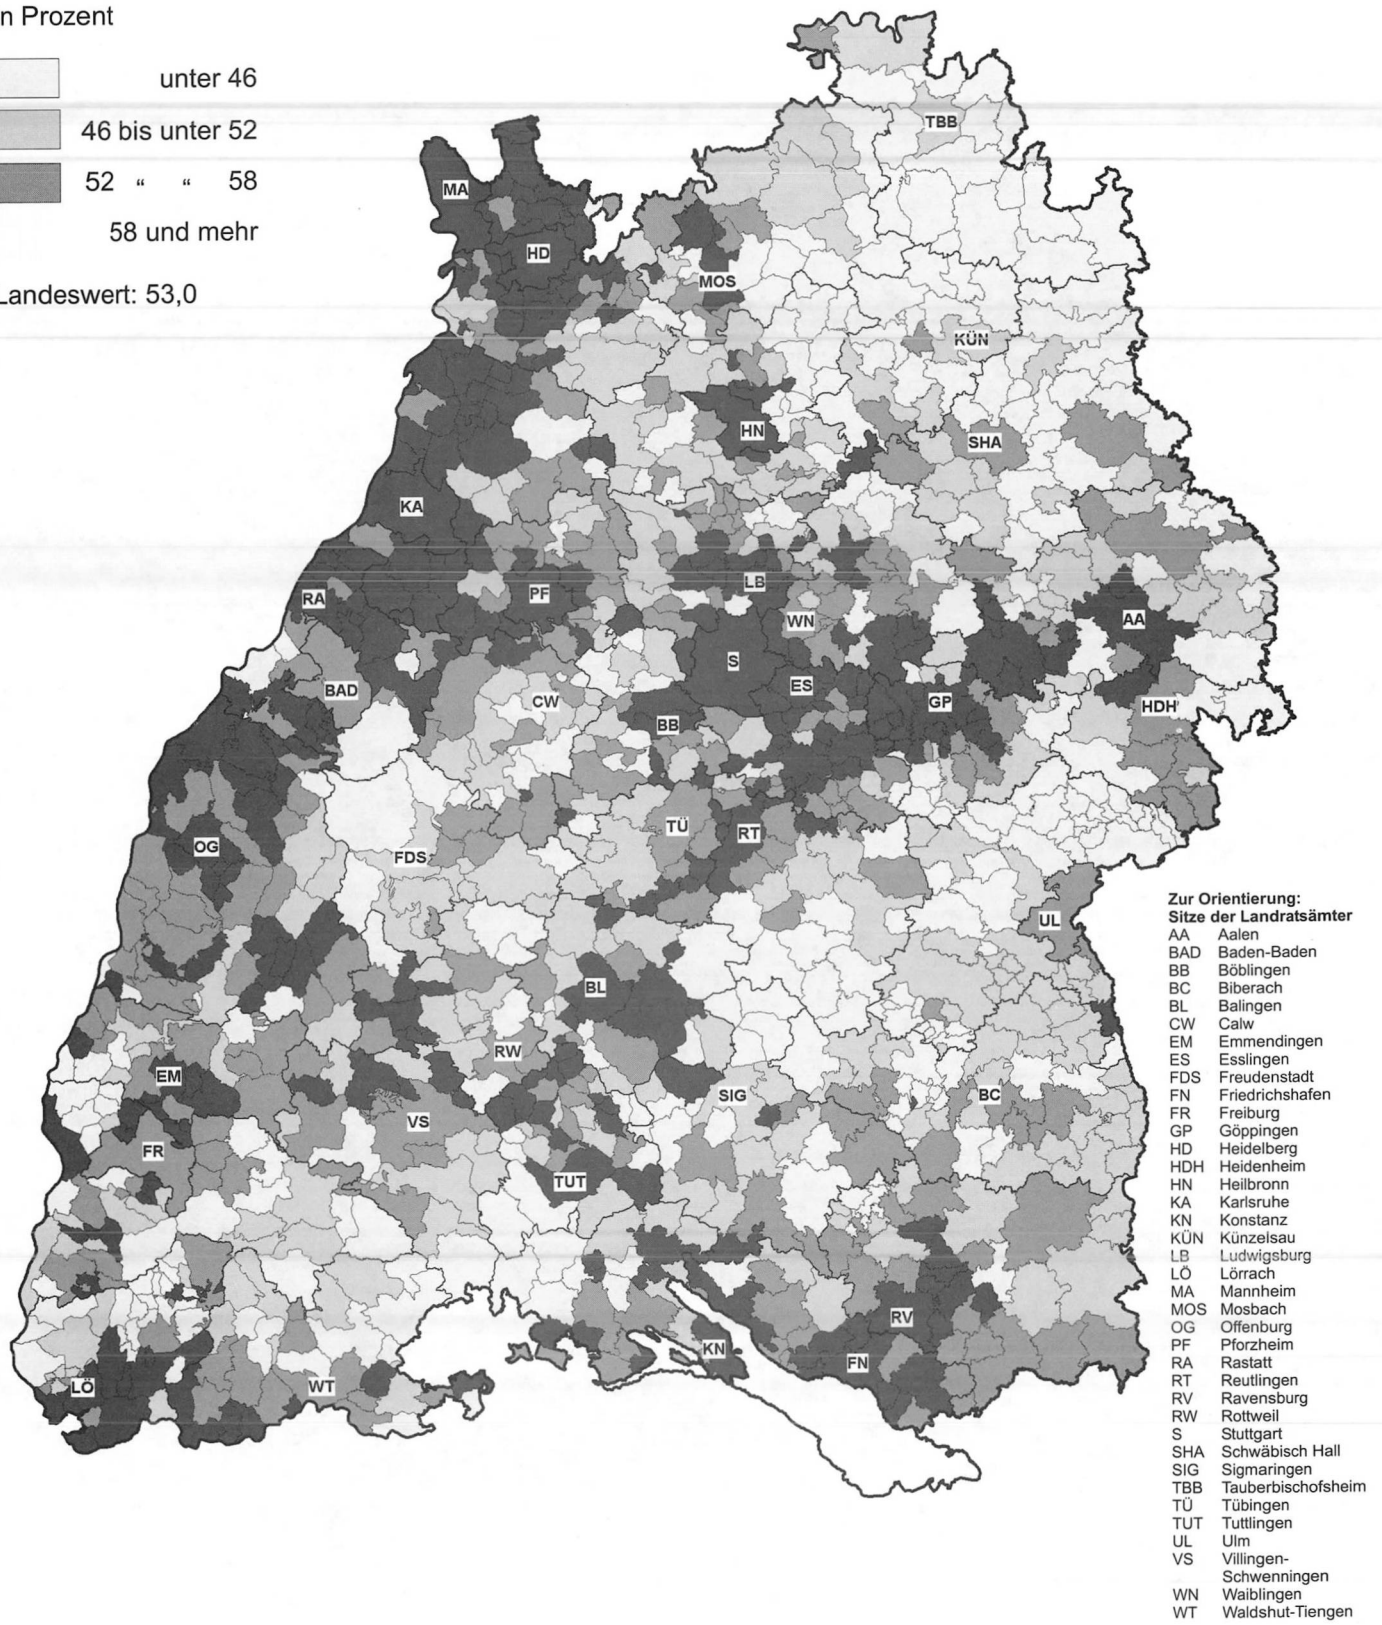 n Prozent
unter 46
46 bis unter 52
52 “ “ 58
58 und mehr
Landeswert: 53,0
TBB
MA
HD
MOS
KÜN
HN
SHA
KA
LB
PF
RA
WN
AA
S
ES
BAD
CW
GP
HDH
BB
TÜ
RT
OG
FDS
UL
BL
RW
EM
SIG
BC
VS
FR
TUT
RV
KN
FN
LÖ
WT
Zur Orientierung:
Sitze der Landratsämter
AA Aalen
BAD Baden-Baden
BB Böblingen
BC Biberach
BL Balingen
CW Calw
EM Emmendingen
ES Esslingen
FDS Freudenstadt
FN Friedrichshafen
FR Freiburg
GP Göppingen
HD Heidelberg
HDH Heidenheim
HN Heilbronn
KA Karlsruhe
KN Konstanz
KÜN Künzelsau
LB Ludwigsburg
LÖ Lörrach
MA Mannheim
MOS Mosbach
OG Offenburg
PF Pforzheim
RA Rastatt
RT Reutlingen
RV Ravensburg
RW Rottweil
S Stuttgart
SHA Schwäbisch Hall
SIG Sigmaringen
TBB Tauberbischofsheim
TÜ Tübingen
TUT Tuttlingen
UL Ulm
VS Villingen-
Schwenningen
WN Waiblingen
WT Waldshut-Tiengen